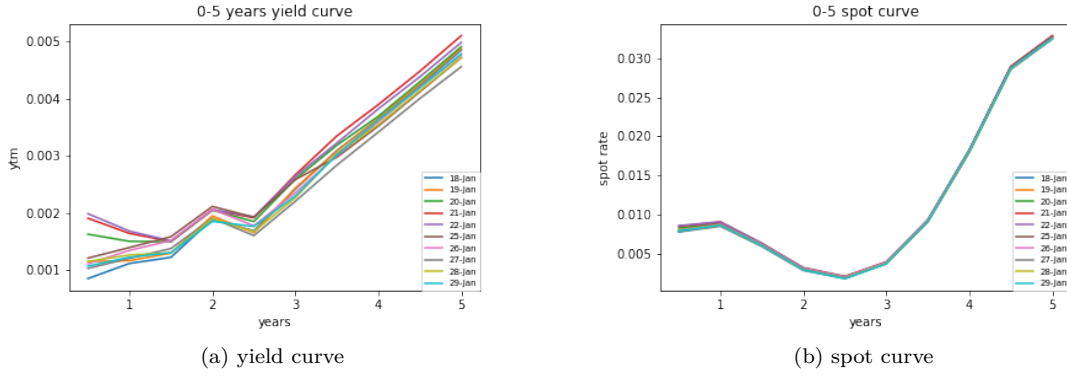 0-5 years yield curve
0.005
0.004
0.003
0.002
0.001
ytm
1
2
3
4
5
years
18-Jan
19-Jan
20-Jan
21-Jan
22-Jan
25-Jan
26-Jan
27-Jan
28-Jan
29-Jan
(a) yield curve
0-5 spot curve
0.030
0.025
0.020
0.015
0.010
0.005
spot rate
1
2
3
4
5
years
18-Jan
19-Jan
20-Jan
21-Jan
22-Jan
25-Jan
26-Jan
27-Jan
28-Jan
29-Jan
(b) spot curve